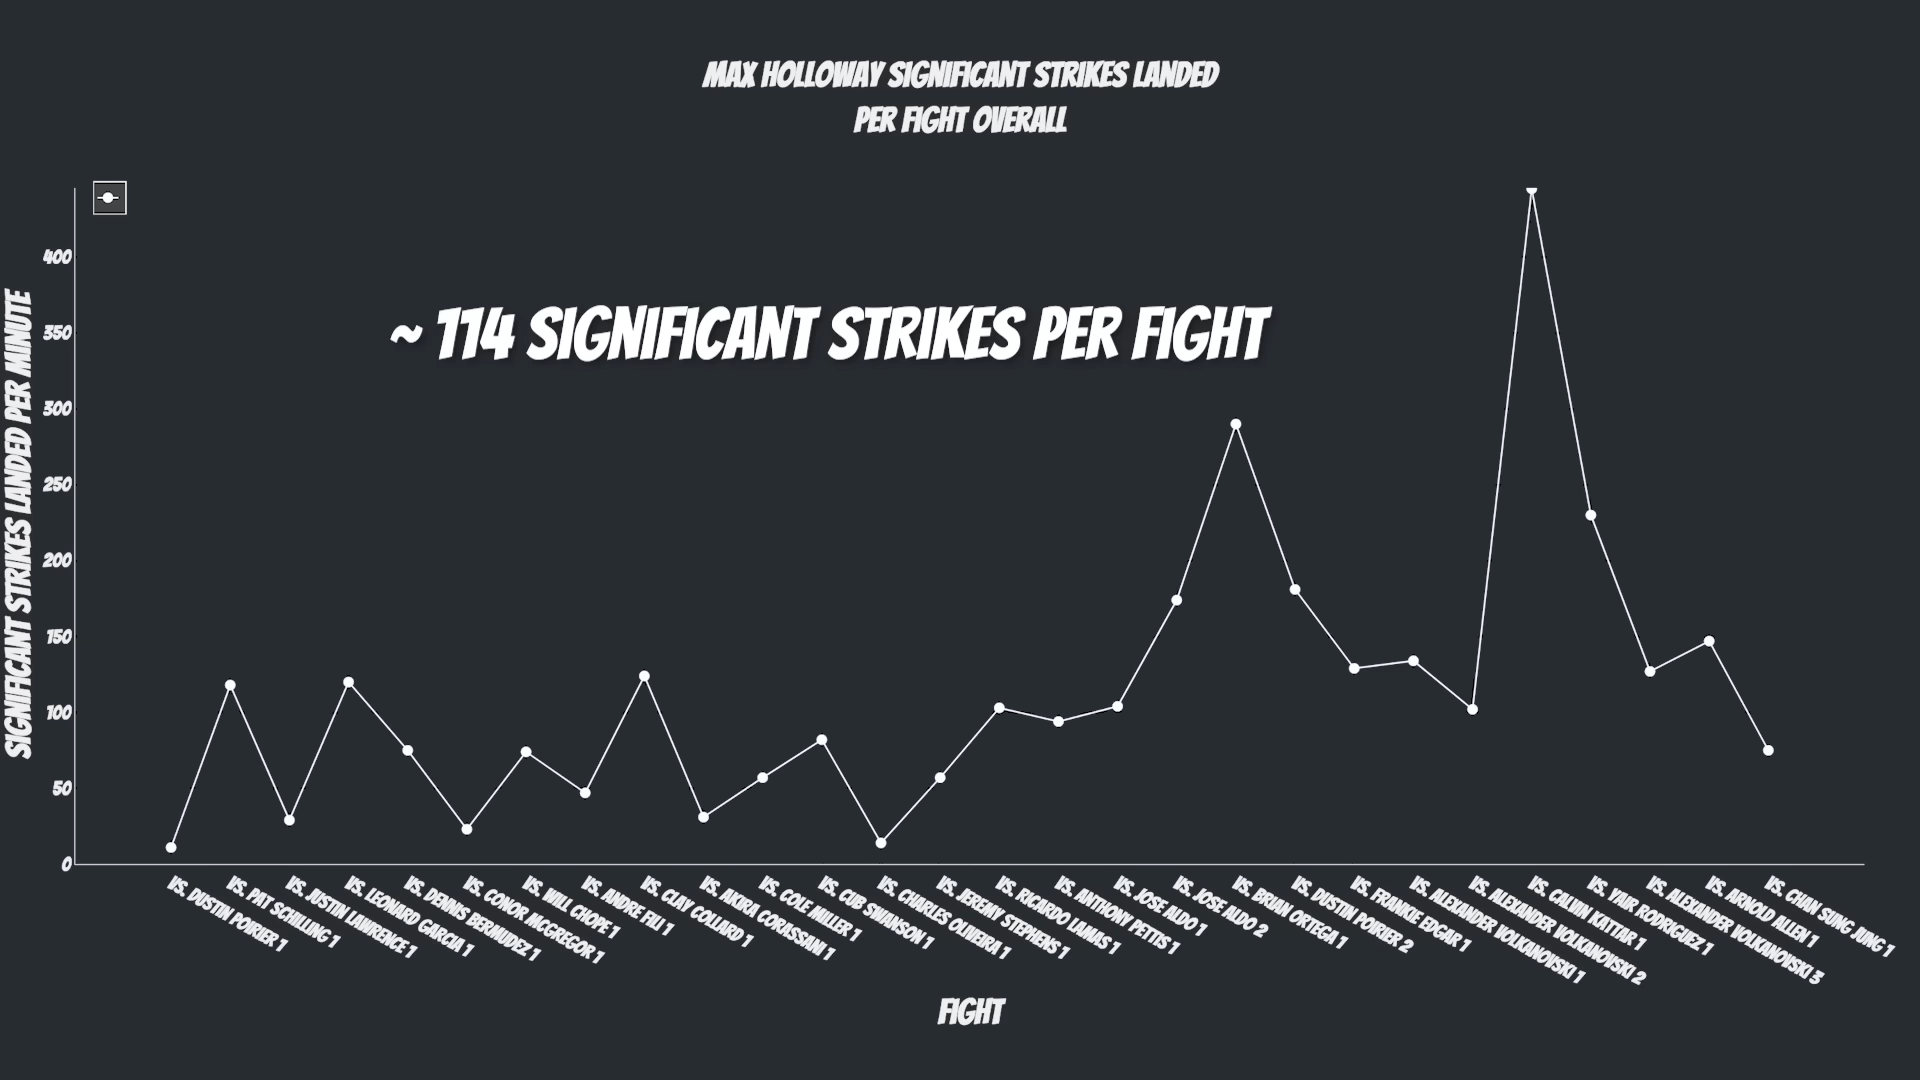 MAX HOLLOWAY SIGNIFICANT STRIKES LANDED
PER FIGHT OVERALL
~ 114 SIGNIFICANT STRIKES PER FIGHT
SIGNIFICANT STRIKES LANDED PER MINUTE
400
350
300
250
200
150
100
50
0
VS. DUSTIN POIRIER 1
VS. PAT SCHILLING 1
VS. JUSTIN LAWRENCE 1
VS. LEONARD GARCIA 1
VS. DENNIS BERMUDEZ 1
VS. CONOR MCGREGOR 1
VS. WILL CHOPE 1
VS. ANDRE FILI 1
VS. CLAY COLLARD 1
VS. AKIRA CORASSANI 1
VS. COLE MILLER 1
VS. CUB SWANSON 1
VS. CHARLES OLIVEIRA 1
VS. JEREMY STEPHENS 1
VS. RICARDO LAMAS 1
VS. ANTHONY PETTIS 1
VS. JOSE ALDO 1
VS. JOSE ALDO 2
VS. BRIAN ORTEGA 1
VS. DUSTIN POIRIER 2
VS. FRANKIE EDGAR 1
VS. ALEXANDER VOLKANOVSKI 1
VS. ALEXANDER VOLKANOVSKI 2
VS. CALVIN KATTAR 1
VS. YAIR RODRIGUEZ 1
VS. ALEXANDER VOLKANOVSKI 3
VS. ARNOLD ALLEN 1
VS. CHAN SUNG JUNG 1
FIGHT